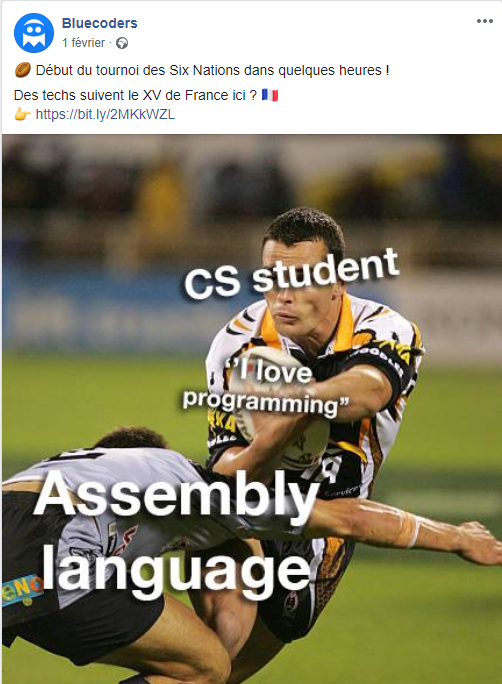 Bluecoders
1 février
🏉 Début du tournoi des Six Nations dans quelques heures !
Des techs suivent le XV de France ici ? 🇫🇷
👉 https://bit.ly/2MKkWZL
CS student
"I love
programming”
Assembly
language